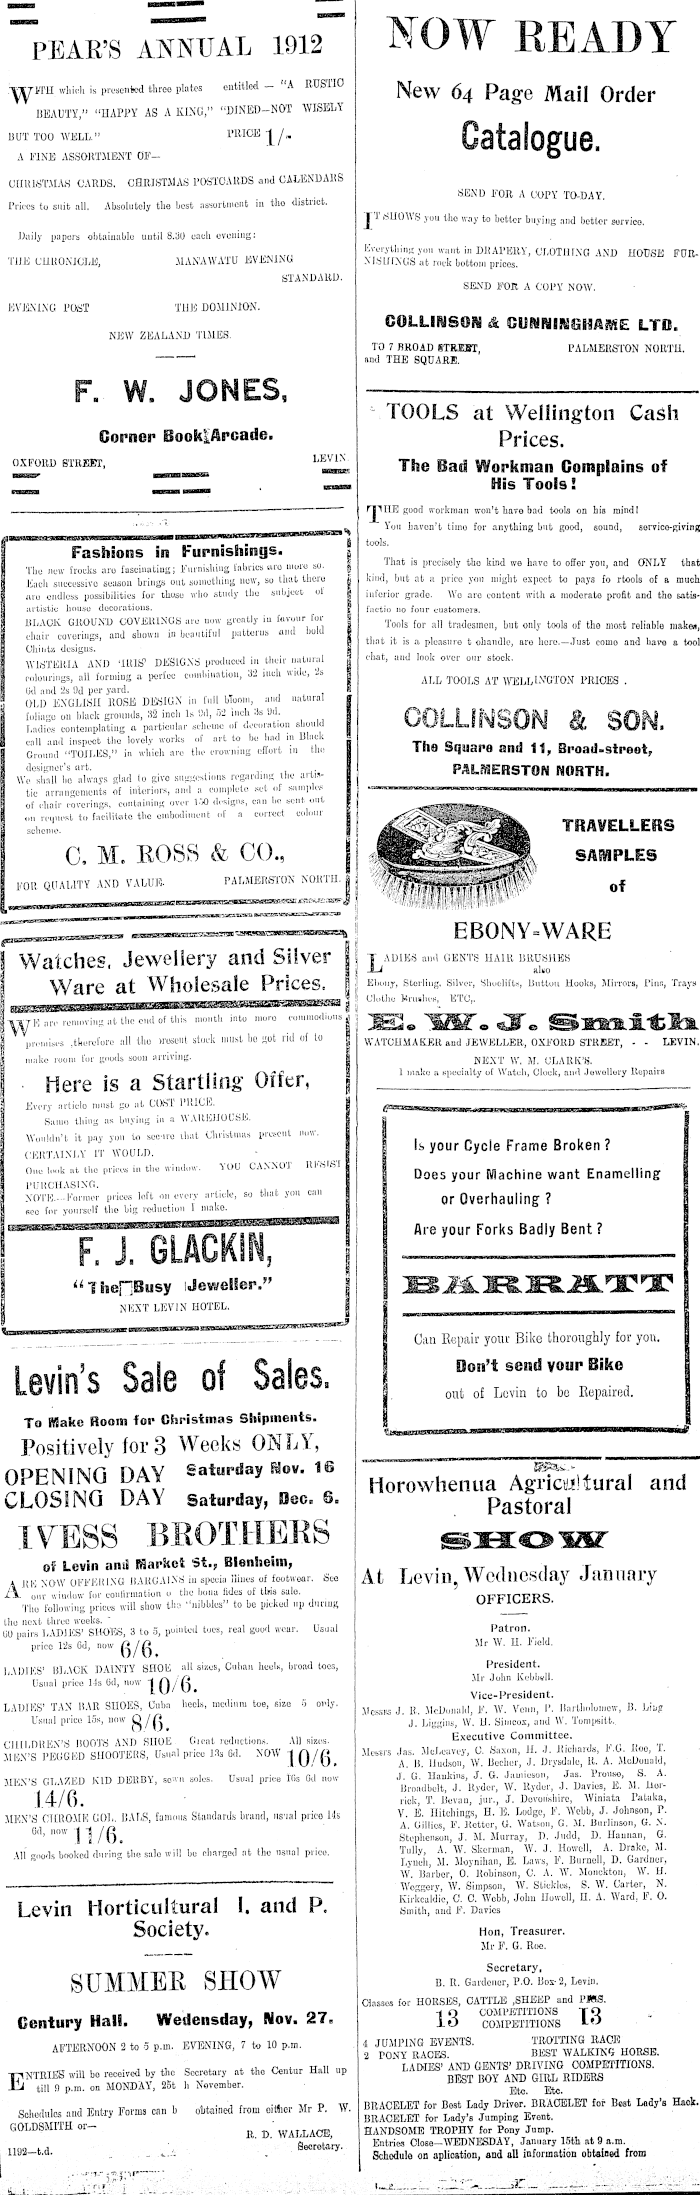 PEAR'S ANNUAL 1912
WITH which is presented three plates entitled — "A RUSTIC
BEAUTY," "HAPPY AS A KING," "DINED—NOT WISELY
BUT TOO WELL" PRICE 1/-
A FINE ASSORTMENT OF—
CHRISTMAS CARDS, CHRISTMAS POSTCARDS and CALENDARS
Prices to suit all. Absolutely the best assortment in the district.
Daily papers obtainable until 8.30 each evening:
THE CHRONICLE, MANAWATU EVENING
STANDARD.
EVENING POST THE DOMINION.
NEW ZEALAND TIMES.
F. W. JONES,
Corner Book Arcade.
OXFORD STREET, LEVIN
Fashions in Furnishings.
The new frocks are fascinating; Furnishing fabrics are more so.
Each successive season brings out something new, so that there
are endless possibilities for those who study the subject of
artistic house decorations.
BLACK GROUND COVERINGS are now greatly in favour for
chair coverings, and shown in beautiful patterns and bold
Chintz designs.
WISTERIA AND 'IRIS' DESIGNS produced in their natural
colourings, all forming a perfec combination, 32 inch wide, 2s
6d and 2s 9d per yard.
OLD ENGLISH ROSE DESIGN in full bloom, and natural
foliage on black grounds, 32 inch 1s 9d, 52 inch 3s 9d.
Ladies contemplating a particular scheme of decoration should
call and inspect the lovely works of art to be had in Black
Ground "TOILES," in which are the crowning effort in the
designer's art.
We shall be always glad to give suggestions regarding the artis-
tic arrangements of interiors, and a complete set of samples
of chair coverings, containing over 150 designs, can be sent out
on request to facilitate the embodiment of a correct colour
scheme.
C. M. ROSS & CO.,
FOR QUALITY AND VALUE. PALMERSTON NORTH.
Watches, Jewellery and Silver
Ware at Wholesale Prices.
WE are removing at the end of this month into more commodious
premises ,therefore all the present stock must be got rid of to
make room for goods soon arriving.
Here is a Startling Offer,
Every article must go at COST PRICE.
Same thing as buying in a WAREHOUSE.
Wouldn't it pay you to secure that Christmas present now.
CERTAINLY IT WOULD.
One look at the prices in the window. YOU CANNOT RESIST
PURCHASING.
NOTE.—Former prices left on every article, so that you can
see for yourself the big reduction I make.
F. J. GLACKIN,
"The Busy Jeweller."
NEXT LEVIN HOTEL.
Levin's Sale of Sales.
To Make Room for Christmas Shipments.
Positively for 3 Weeks ONLY,
OPENING DAY Saturday Nov. 16
CLOSING DAY Saturday, Dec. 6.
IVESS BROTHERS
of Levin and Market St., Blenheim,
ARE NOW OFFERING BARGAINS in specia llines of footwear. See
our window for confirmation o the bona fides of this sale.
The following prices will show the "nibbles" to be picked up during
the next three weeks.
60 pairs LADIES' SHOES, 3 to 5, pointed toes, real good wear. Usual
price 12s 6d, now 6/6.
LADIES' BLACK DAINTY SHOE all sizes, Cuban heels, broad toes,
Usual price 14s 6d, now 10/6.
LADIES' TAN BAR SHOES, Cuba heels, medium toe, size 5 only.
Usual price 15s, now 8/6.
CHILDREN'S BOOTS AND SHOE Great reductions. All sizes.
MEN'S PEGGED SHOOTERS, Usual price 13s 6d. NOW 10/6.
MEN'S GLAZED KID DERBY, sewn soles. Usual price 16s 6d now
14/6.
MEN'S CHROME GOL. BALS, famous Standards brand, usual price 14s
6d, now 11/6.
All goods booked during the sale will be charged at the usual price.
Levin Horticultural I. and P.
Society.
SUMMER SHOW
Century Hall. Wedensday, Nov. 27.
AFTERNOON 2 to 5 p.m. EVENING, 7 to 10 p.m.
ENTRIES will be received by the Secretary at the Centur Hall up
till 9 p.m. on MONDAY, 25t h November.
Schedules and Entry Forms can b obtained from either Mr P. W.
GOLDSMITH or—
R. D. WALLACE,
Secretary.
1192—t.d.
NOW READY
New 64 Page Mail Order
Catalogue.
SEND FOR A COPY TO-DAY.
IT SHOWS you the way to better buying and better service.
Everything you want in DRAPERY, CLOTHING AND HOUSE FUR-
NISHINGS at rock bottom prices.
SEND FOR A COPY NOW.
COLLINSON & CUNNINGHAME LTD.
TO 7 BROAD STREET, PALMERSTON NORTH.
and THE SQUARE.
TOOLS at Wellington Cash
Prices.
The Bad Workman Complains of
His Tools!
THE good workman won't have bad tools on his mind!
You haven't time for anything but good, sound, service-giving
tools.
That is precisely the kind we have to offer you, and ONLY that
kind, but at a price you might expect to pays fo rtools of a much
inferior grade. We are content with a moderate profit and the satis-
factio no four customers.
Tools for all tradesmen, but only tools of the most reliable makes,
that it is a pleasure t ohandle, are here.—Just come and have a tool
chat, and look over our stock.
ALL TOOLS AT WELLINGTON PRICES .
COLLINSON & SON.
The Square and 11, Broad-street,
PALMERSTON NORTH.
TRAVELLERS
SAMPLES
of
EBONY-WARE
LADIES and GENTS HAIR BRUSHES
also
Ebony, Sterling, Silver, Shoelifts, Button Hooks, Mirrors, Pins, Trays
Clothe Brushes, ETC,.
E. W. J. Smith
WATCHMAKER and JEWELLER, OXFORD STREET, - - LEVIN.
NEXT W. M. CLARK'S.
I make a specialty of Watch, Clock, and Jewellery Repairs
Is your Cycle Frame Broken?
Does your Machine want Enamelling
or Overhauling?
Are your Forks Badly Bent?
BARRATT
Can Repair your Bike thoroughly for you.
Don't send your Bike
out of Levin to be Repaired.
Horowhenua Agricultural and
Pastoral
SHOW
At Levin, Wednesday January
OFFICERS.
Patron.
Mr W. H. Field.
President.
Mr John Kebbell.
Vice-President.
Messrs J. R. McDonald, F. W. Venn, P. Bartholomew, B. Ling
J. Liggins, W. H. Simcox, and W. Tompsitt.
Executive Committee.
Messrs Jas. McLeavey, C. Saxon, H. J. Richards, F.G. Roe, T.
A. B. Hudson, W. Becher, J. Drysdale, R. A. McDonald,
J. G. Hankins, J. G. Jamieson, Jas. Prouse, S. A.
Broadbelt, J. Ryder, W. Ryder, J. Davies, E. M. Her-
rick, T. Bevan, jur., J. Devonshire, Winiata Pataka,
V. E. Hitchings, H. E. Lodge, F. Webb, J. Johnson, P.
A. Gillies, F. Retter, G. Watson, G. M. Burlinson, G. N.
Stephenson, J. M. Murray, D. Judd, D. Hannan, G.
Tully, A. W. Skerman, W. J. Howell, A. Drake, M.
Lynch, M. Moynihan, E. Laws, F. Burnell, D. Gardner,
W. Barber, O. Robinson, C. A. W. Monckton, W. H.
Weggery, W. Simpson, W. Stickles, S. W. Carter, N.
Kirkcaldie, C. C. Webb, John Howell, H. A. Ward, F. O.
Smith, and F. Davies
Hon, Treasurer.
Mr F. G. Roe.
Secretary,
B. R. Gardener, P.O. Box 2, Levin.
Classes for HORSES, CATTLE ,SHEEP and PIGS.
13 COMPETITIONS 13
COMPETITIONS
4 JUMPING EVENTS. TROTTING RACE
2 PONY RACES. BEST WALKING HORSE.
LADIES' AND GENTS' DRIVING COMPETITIONS.
BEST BOY AND GIRL RIDERS
Etc. Etc.
BRACELET for Best Lady Driver. BRACELET for Best Lady's Hack.
BRACELET for Lady's Jumping Event.
HANDSOME TROPHY for Pony Jump.
Entries Close—WEDNESDAY, January 15th at 9 a.m.
Schedule on aplication, and all information obtained from